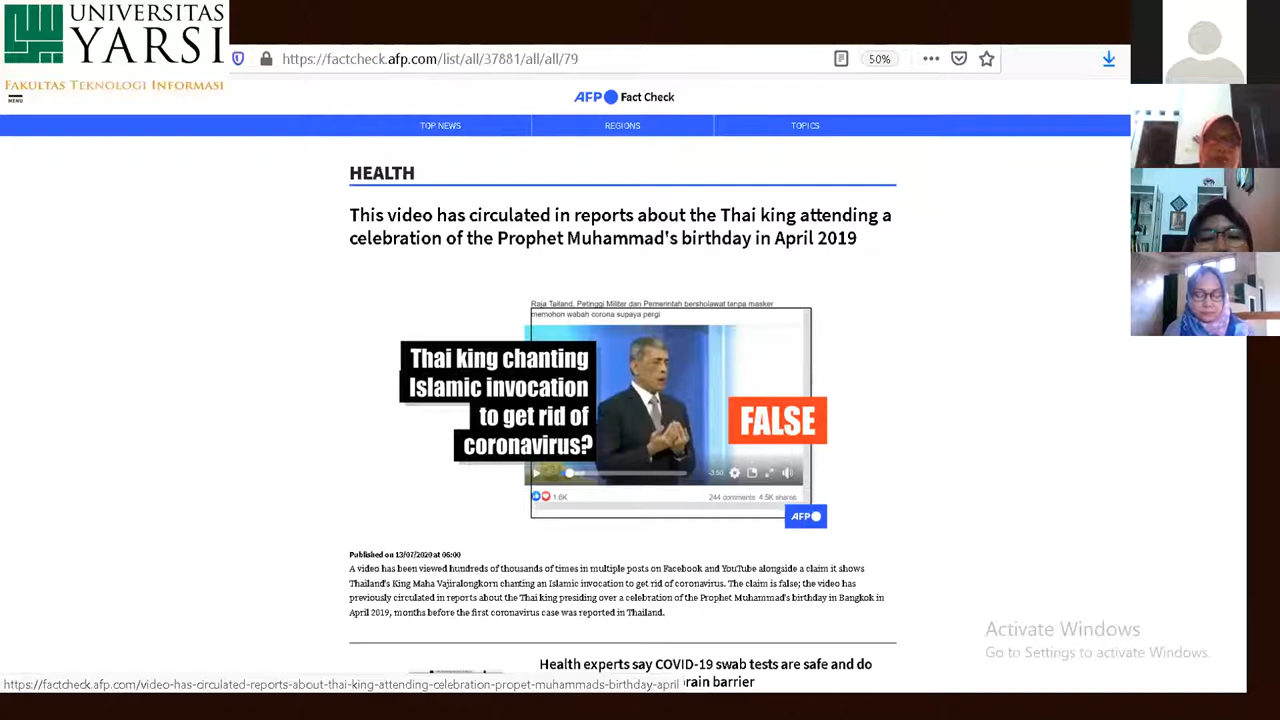 UNIVERSITAS
YARSI
FAKULTAS TEKNOLOGI INFORMASI
https://factcheck.afp.com/list/all/37881/all/all/79
50%
MENU
AFP Fact Check
TOP NEWS
REGIONS
TOPICS
HEALTH
This video has circulated in reports about the Thai king attending a
celebration of the Prophet Muhammad's birthday in April 2019
Raja Tailand, Petinggi Militer dan Pemerintah bersholawat tanpa masker
memohon wabah corona supaya pergi
Thai king chanting
Islamic invocation
to get rid of
coronavirus?
FALSE
-3:50
1.6K
244 comments 4.5K shares
AFP
Published on 13/07/2020 at 06:00
A video has been viewed hundreds of thousands of times in multiple posts on Facebook and YouTube alongside a claim it shows
Thailand's King Maha Vajiralongkorn chanting an Islamic invocation to get rid of coronavirus. The claim is false; the video has
previously circulated in reports about the Thai king presiding over a celebration of the Prophet Muhammad's birthday in Bangkok in
April 2019, months before the first coronavirus case was reported in Thailand.
Health experts say COVID-19 swab tests are safe and do
rain barrier
https://factcheck.afp.com/video-has-circulated-reports-about-thai-king-attending-celebration-propet-muhammads-birthday-april
Activate Windows
Go to Settings to activate Windows.